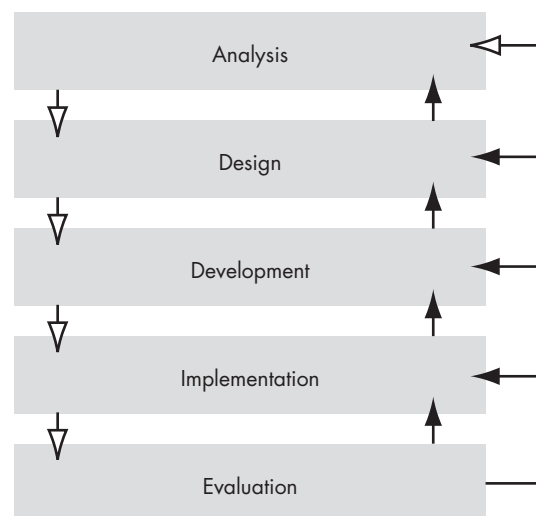 Analysis
Design
Development
Implementation
Evaluation